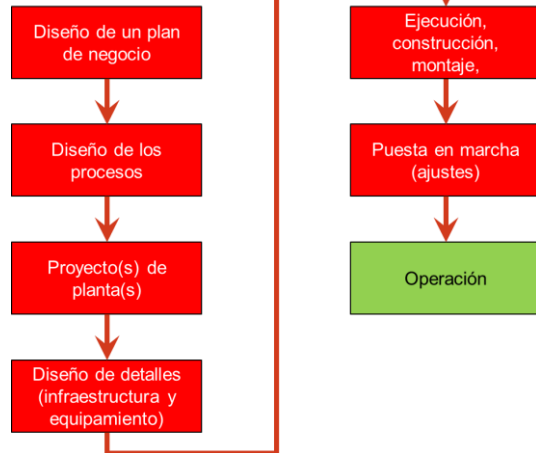 Diseño de un plan
de negocio
Diseño de los
procesos
Proyecto(s) de
planta(s)
Diseño de detalles
(infraestructura y
equipamiento)
Ejecución,
construcción,
montaje,
Puesta en marcha
(ajustes)
Operación